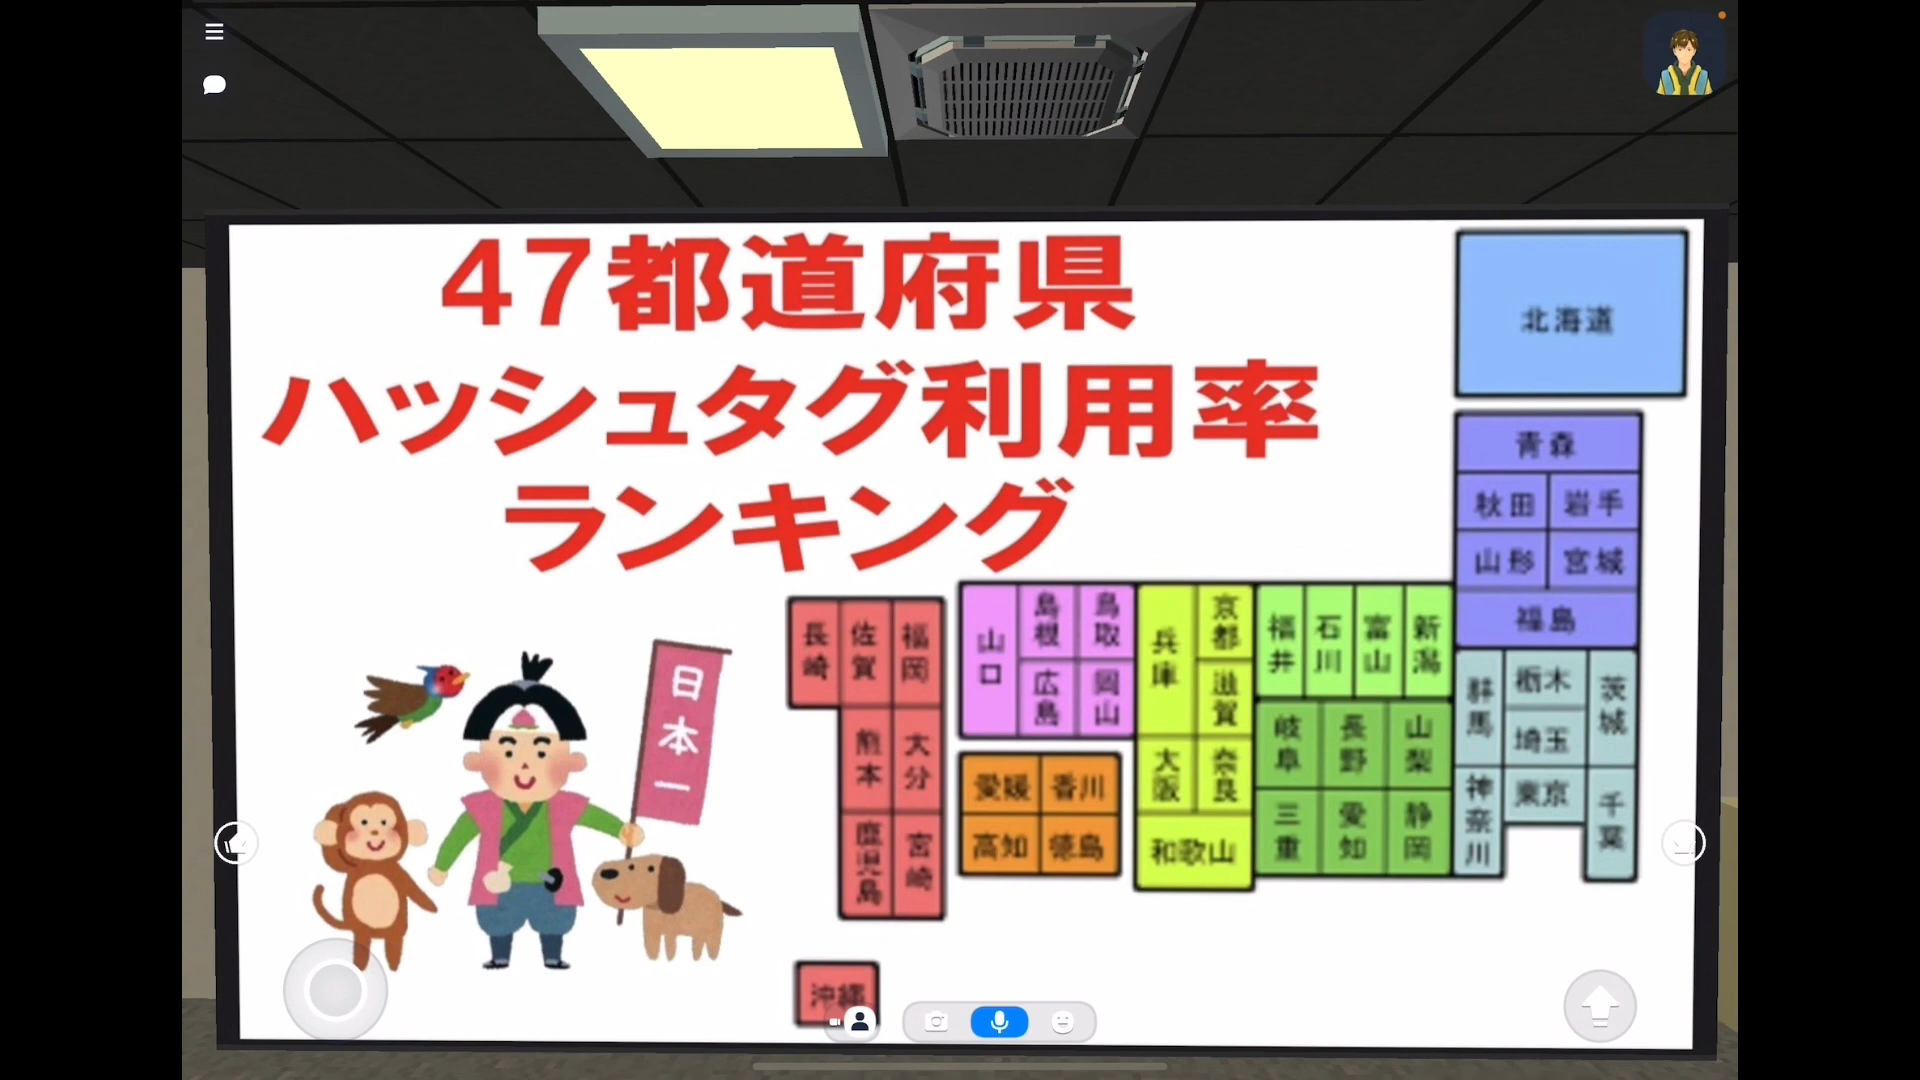 47都道府県
ハッシュタグ利用率
ランキング
日本一
北海道
青森
秋田
岩手
山形
宮城
福島
長崎
佐賀
福岡
熊本
大分
鹿児島
宮崎
沖縄
山口
島根
鳥取
広島
岡山
愛媛
香川
高知
徳島
兵庫
京都
滋賀
大阪
奈良
和歌山
福井
石川
富山
新潟
岐阜
長野
山梨
三重
愛知
静岡
群馬
栃木
茨城
埼玉
神奈川
東京
千葉